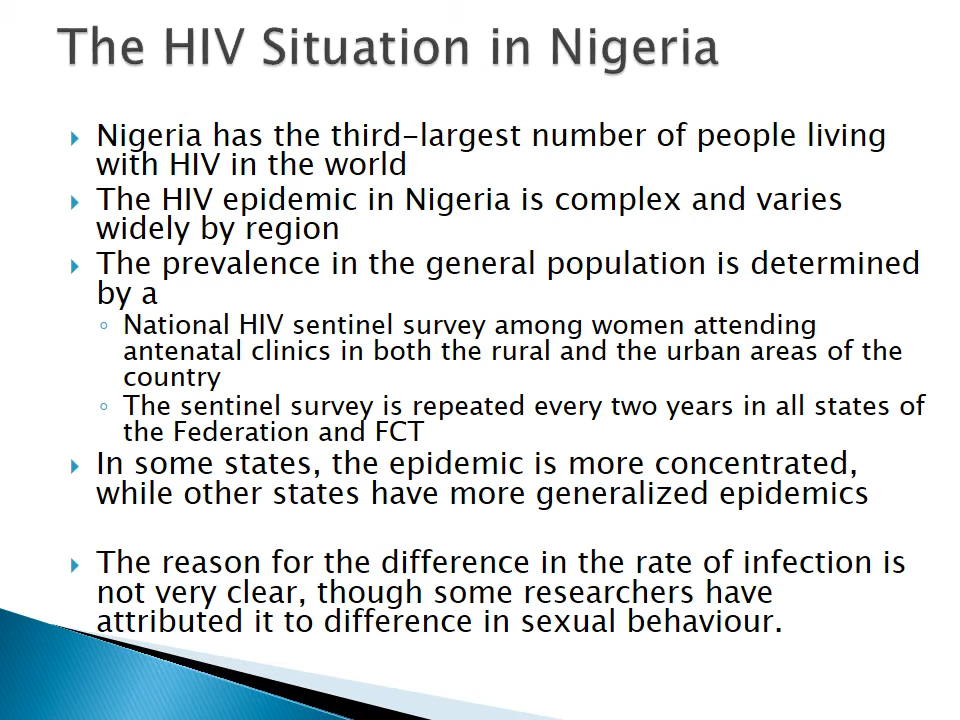 The HIV Situation in Nigeria
Nigeria has the third-largest number of people living
with HIV in the world
The HIV epidemic in Nigeria is complex and varies
widely by region
The prevalence in the general population is determined
by a
National HIV sentinel survey among women attending
antenatal clinics in both the rural and the urban areas of the
country
The sentinel survey is repeated every two years in all states of
the Federation and FCT
In some states, the epidemic is more concentrated,
while other states have more generalized epidemics
The reason for the difference in the rate of infection is
not very clear, though some researchers have
attributed it to difference in sexual behaviour.